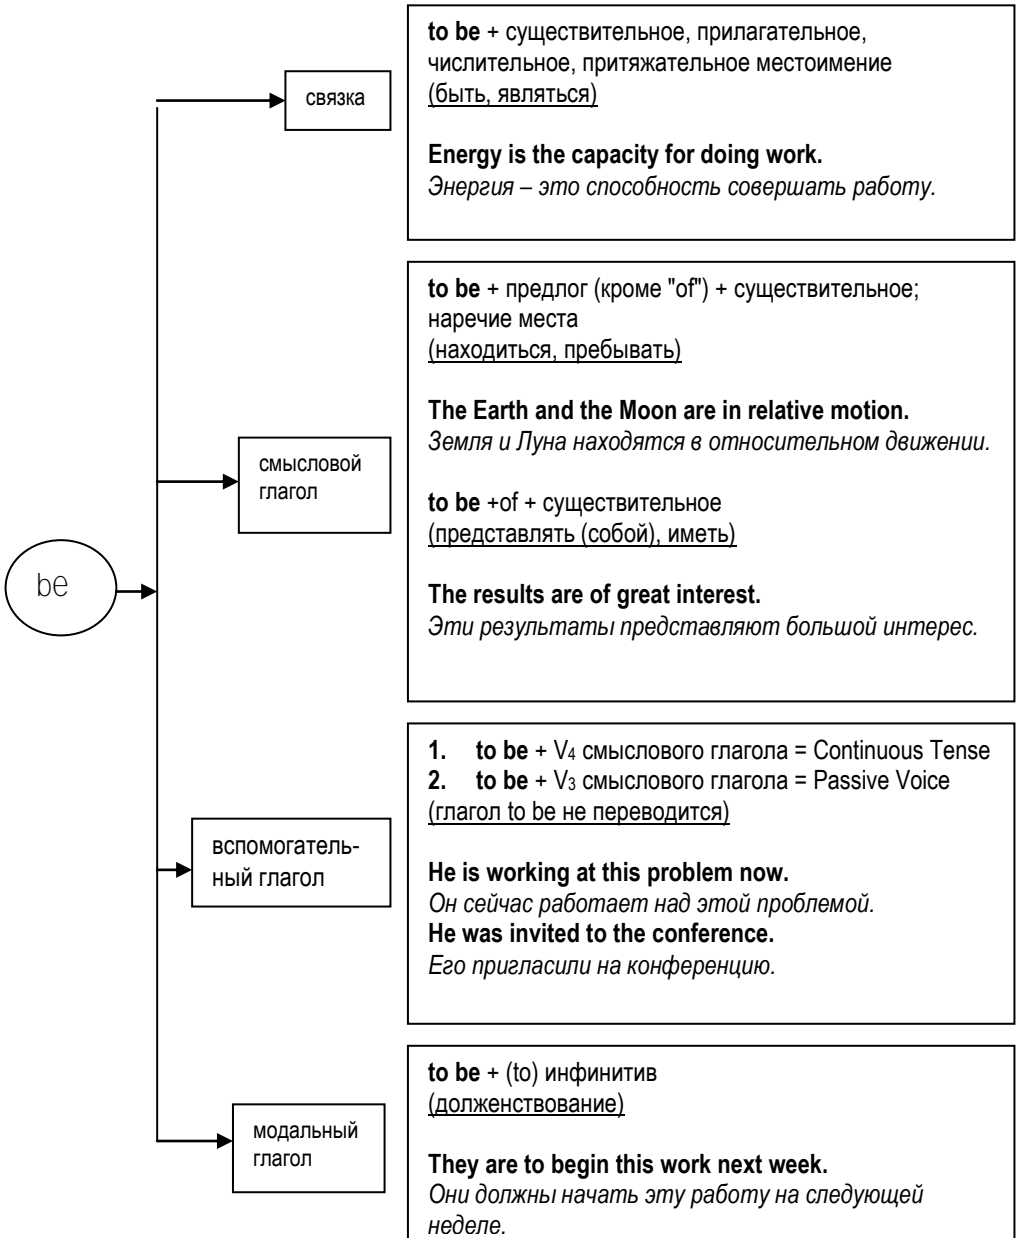 be
связка
to be + существительное, прилагательное,
числительное, притяжательное местоимение
(быть, являться)
Energy is the capacity for doing work.
Энергия – это способность совершать работу.
смысловой
глагол
to be + предлог (кроме "of") + существительное;
наречие места
(находиться, пребывать)
The Earth and the Moon are in relative motion.
Земля и Луна находятся в относительном движении.
to be +of + существительное
(представлять (собой), иметь)
The results are of great interest.
Эти результаты представляют большой интерес.
вспомогатель-
ный глагол
1. to be + V4 смыслового глагола = Continuous Tense
2. to be + V3 смыслового глагола = Passive Voice
(глагол to be не переводится)
He is working at this problem now.
Он сейчас работает над этой проблемой.
He was invited to the conference.
Его пригласили на конференцию.
модальный
глагол
to be + (to) инфинитив
(долженствование)
They are to begin this work next week.
Они должны начать эту работу на следующей
неделе.